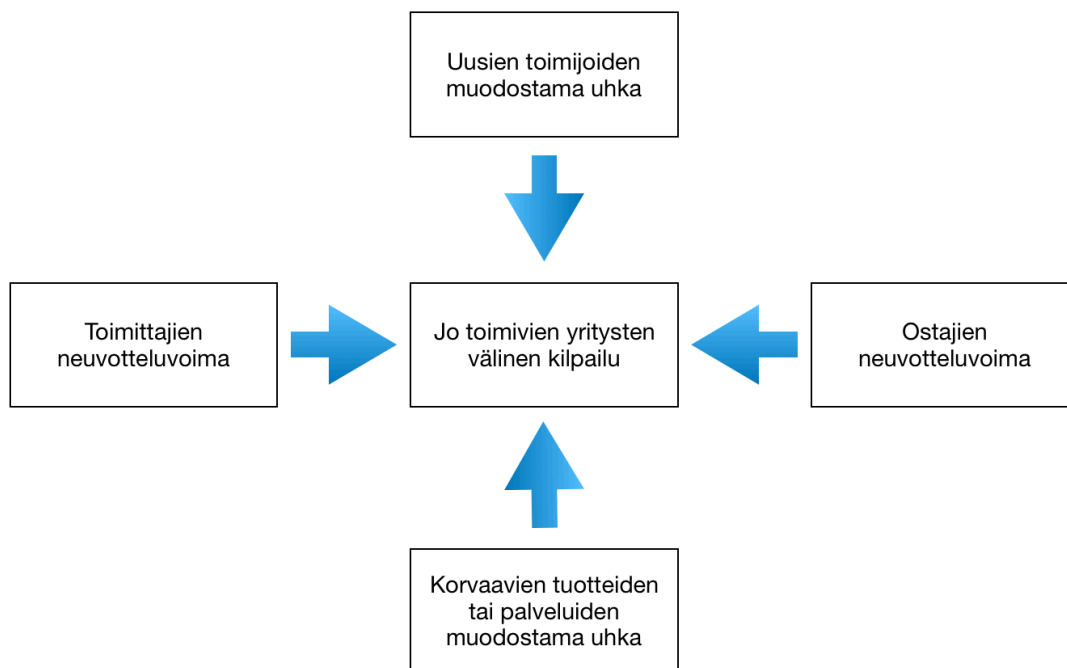 Uusien toimijoiden
muodostama uhka
Toimittajien
neuvotteluvoima
Jo toimivien yritysten
välinen kilpailu
Ostajien
neuvotteluvoima
Korvaavien tuotteiden
tai palveluiden
muodostama uhka